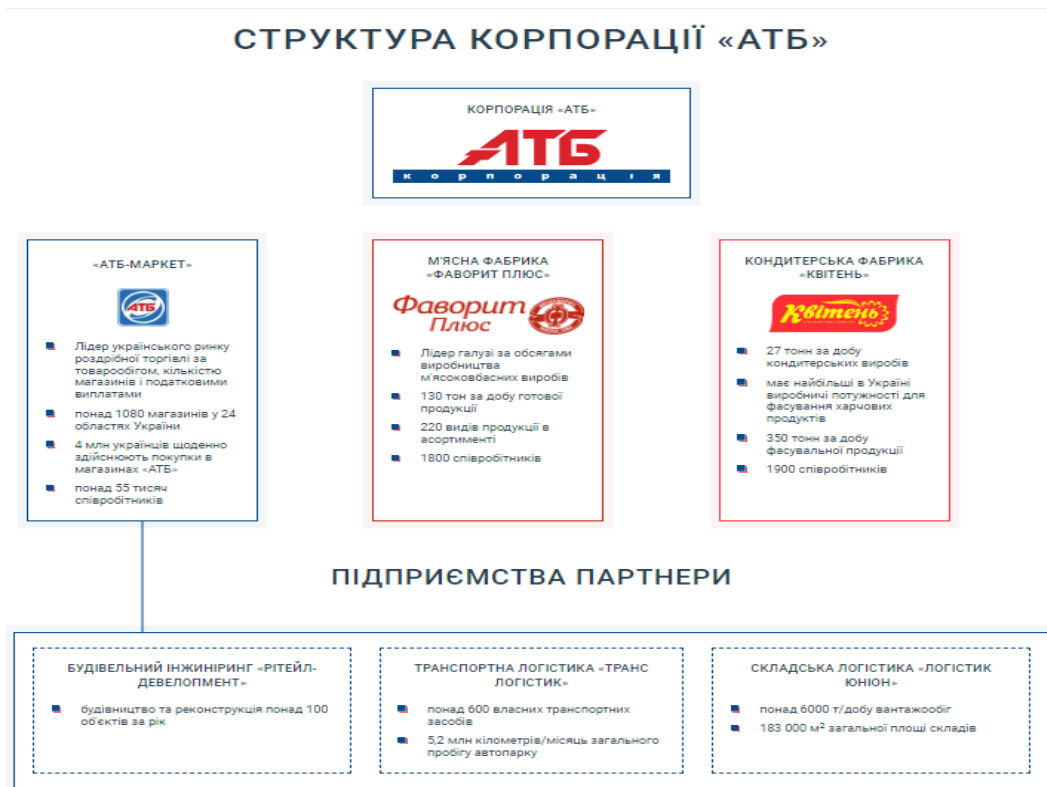 СТРУКТУРА КОРПОРАЦІЇ «АТБ»
КОРПОРАЦІЯ «АТБ»
АТБ
корпорація
«АТБ-МАРКЕТ»
АТБ
Лідер українського ринку
роздрібної торгівлі за
товарообігом, кількістю
магазинів і податковими
виплатами
понад 1080 магазинів у 24
областях України
4 млн українців щоденно
здійснюють покупки в
магазинах «АТБ»
понад 55 тисяч
співробітників
М'ЯСНА ФАБРИКА
«ФАВОРИТ ПЛЮС»
Фаворит
Плюс
Лідер галузі за обсягами
виробництва
м'ясоковбасних виробів
130 тон за добу готової
продукції
220 видів продукції в
асортименті
1800 співробітників
КОНДИТЕРСЬКА ФАБРИКА
«КВІТЕНЬ»
Квітень
27 тонн за добу
кондитерських виробів
має найбільші в Україні
виробничі потужності для
фасування харчових
продуктів
350 тонн за добу
фасувальної продукції
1900 співробітників
ПІДПРИЄМСТВА ПАРТНЕРИ
БУДІВЕЛЬНИЙ ІНЖИНІРИНГ «РІТЕЙЛ-
ДЕВЕЛОПМЕНТ»
будівництво та реконструкція понад 100
об'єктів за рік
ТРАНСПОРТНА ЛОГІСТИКА «ТРАНС
ЛОГІСТИК»
понад 600 власних транспортних
засобів
5,2 млн кілометрів/місяць загального
пробігу автопарку
СКЛАДСЬКА ЛОГІСТИКА «ЛОГІСТИК
ЮНІОН»
понад 6000 т/добу вантажообіг
183 000 м² загальної площі складів